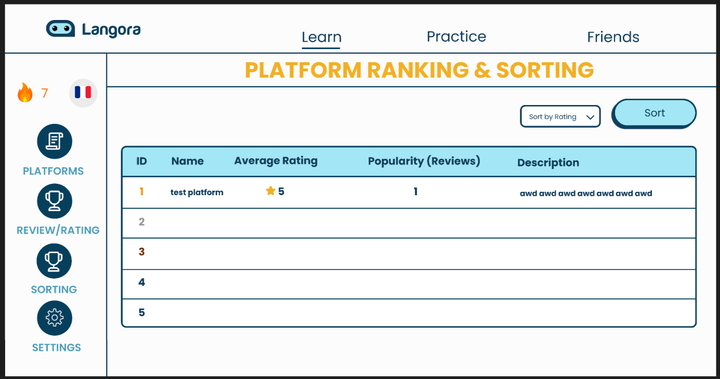 Langora
Learn Practice Friends
PLATFORM RANKING & SORTING
7
Sort by Rating Sort
PLATFORMS
REVIEW/RATING
SORTING
SETTINGS
ID Name Average Rating Popularity (Reviews) Description
1 test platform 5 1 awd awd awd awd awd awd awd
2
3
4
5